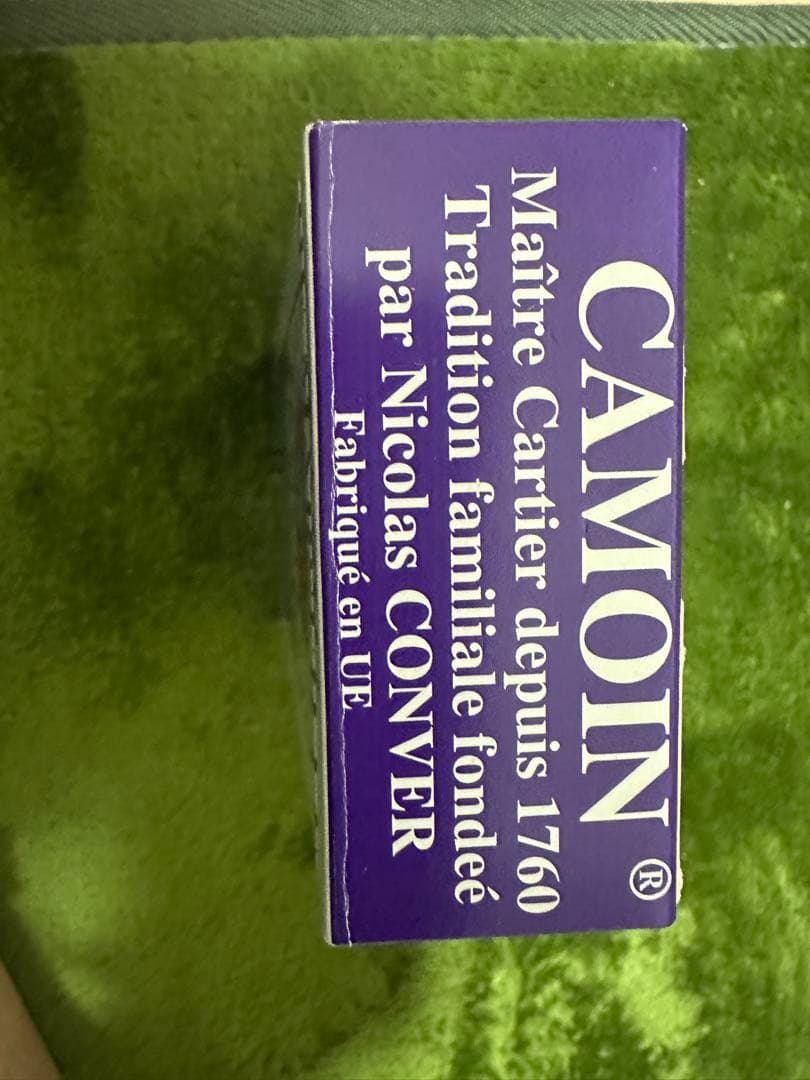 CAMOIN ®
Maître Cartier depuis 1760
Tradition familiale fondeé
par Nicolas CONVER
Fabriqué en UE